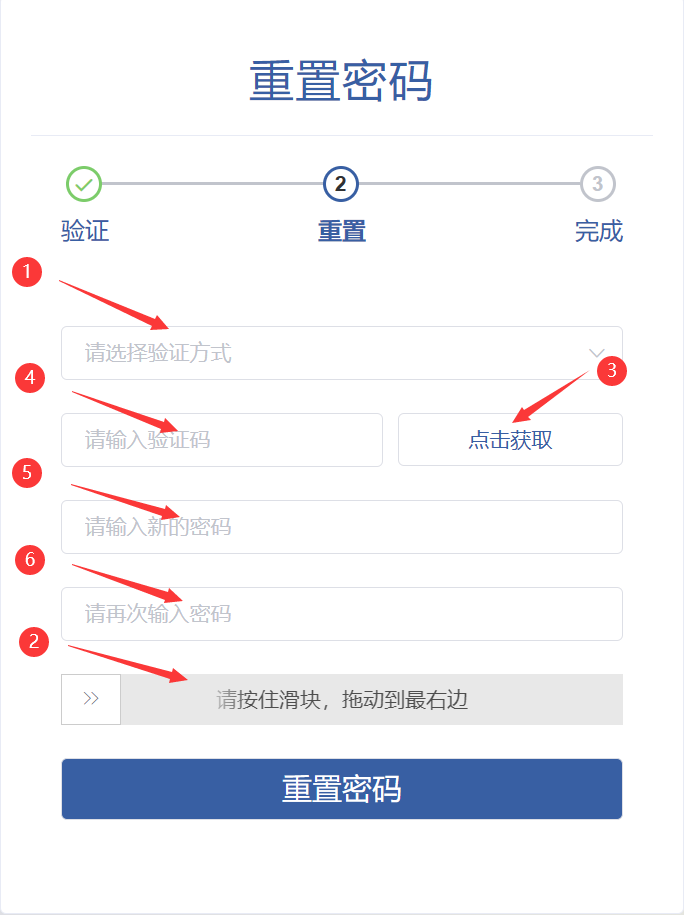 重置密码
2 3
验证 重置 完成
1
请选择验证方式
3
4
请输入验证码 点击获取
5
请输入新的密码
6
请再次输入密码
2
请按住滑块，拖动到最右边
重置密码